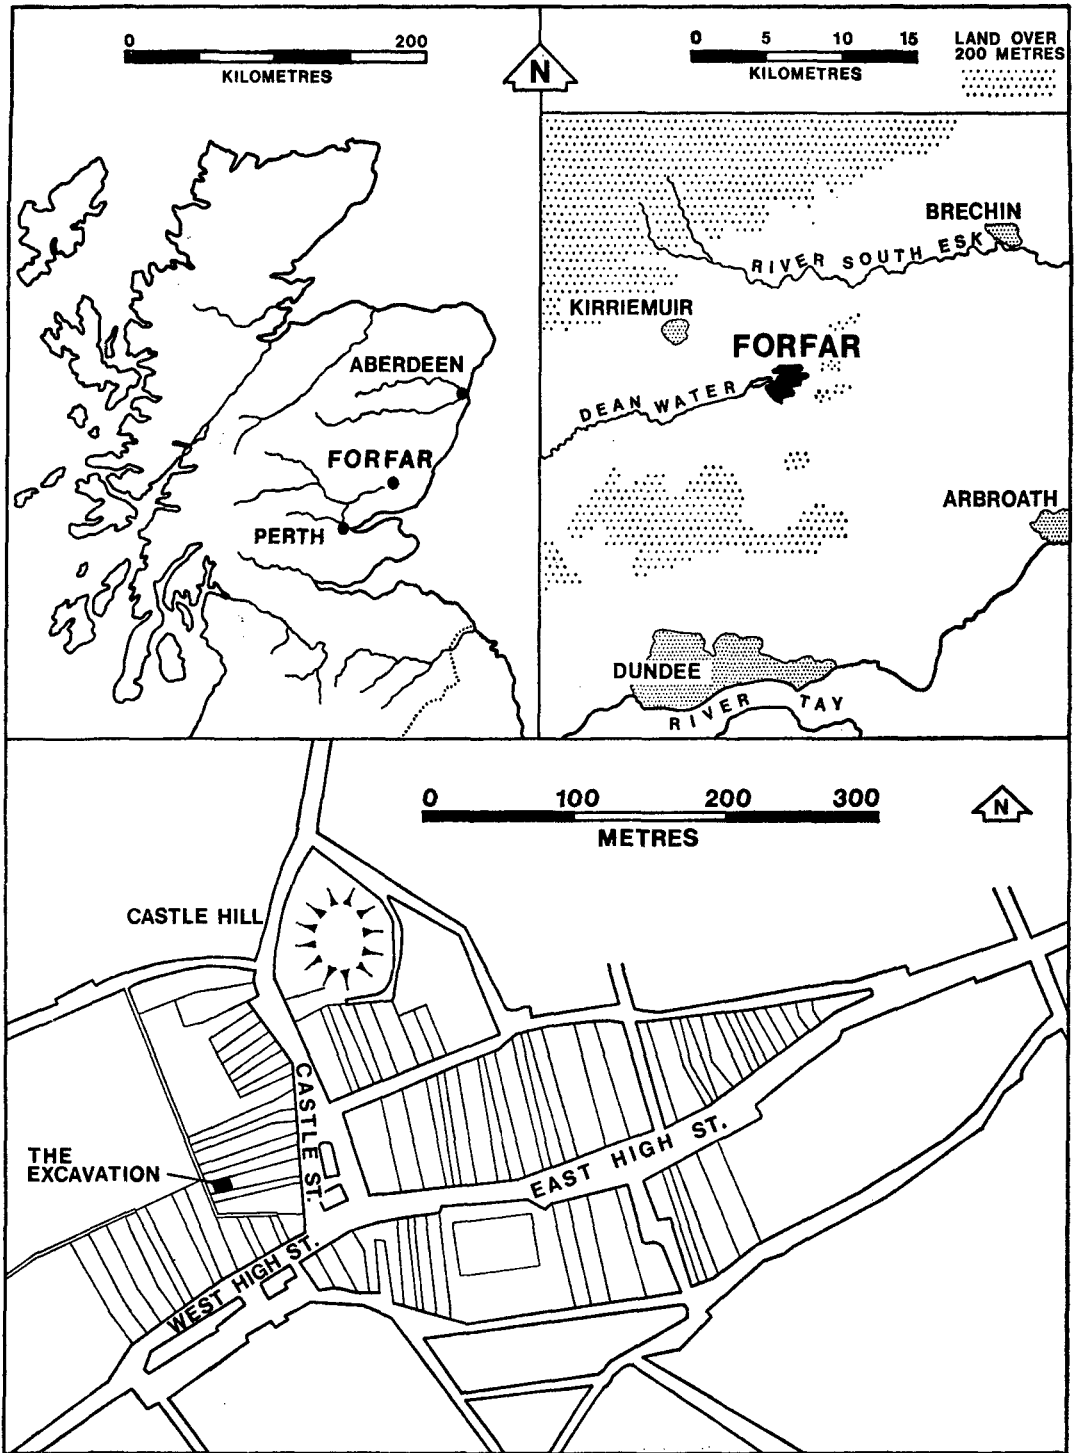 0 200
KILOMETRES
N
0 5 10 15
KILOMETRES
LAND OVER
200 METRES
ABERDEEN
FORFAR
PERTH
BRECHIN
RIVER SOUTH ESK
KIRRIEMUIR
FORFAR
DEAN WATER
ARBROATH
DUNDEE
RIVER TAY
0 100 200 300
METRES
N
CASTLE HILL
CASTLE ST.
THE
EXCAVATION
EAST HIGH ST.
WEST HIGH ST.